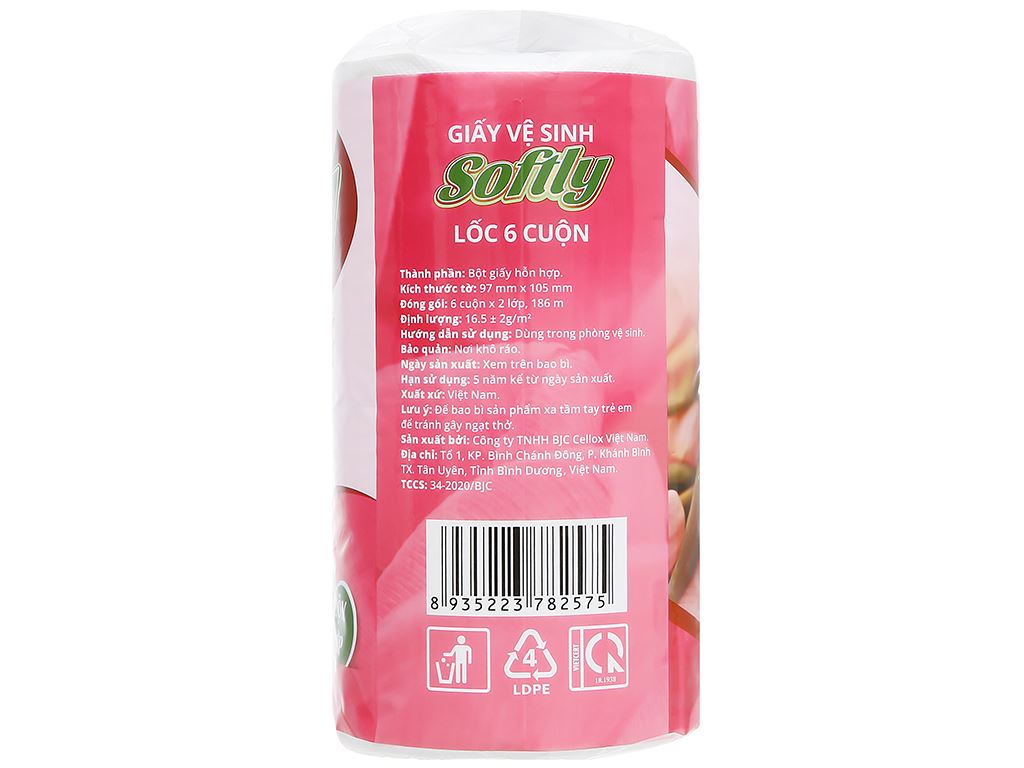 GIẤY VỆ SINH
Softly
LỐC 6 CUỘN
Thành phần: Bột giấy hỗn hợp.
Kích thước tờ: 97 mm x 105 mm
Đóng gói: 6 cuộn x 2 lớp, 186 m
Định lượng: 16.5 ± 2g/m²
Hướng dẫn sử dụng: Dùng trong phòng vệ sinh.
Bảo quản: Nơi khô ráo.
Ngày sản xuất: Xem trên bao bì.
Hạn sử dụng: 5 năm kể từ ngày sản xuất.
Xuất xứ: Việt Nam.
Lưu ý: Để bao bì sản phẩm xa tầm tay trẻ em
để tránh gây ngạt thở.
Sản xuất bởi: Công ty TNHH BJC Cellox Việt Nam.
Địa chỉ: Tổ 1, KP. Bình Chánh Đông, P. Khánh Bình
TX. Tân Uyên, Tỉnh Bình Dương, Việt Nam.
TCCS: 34-2020/BJC
8 935223 782575
4
LDPE
VIETCERT
1R.1938